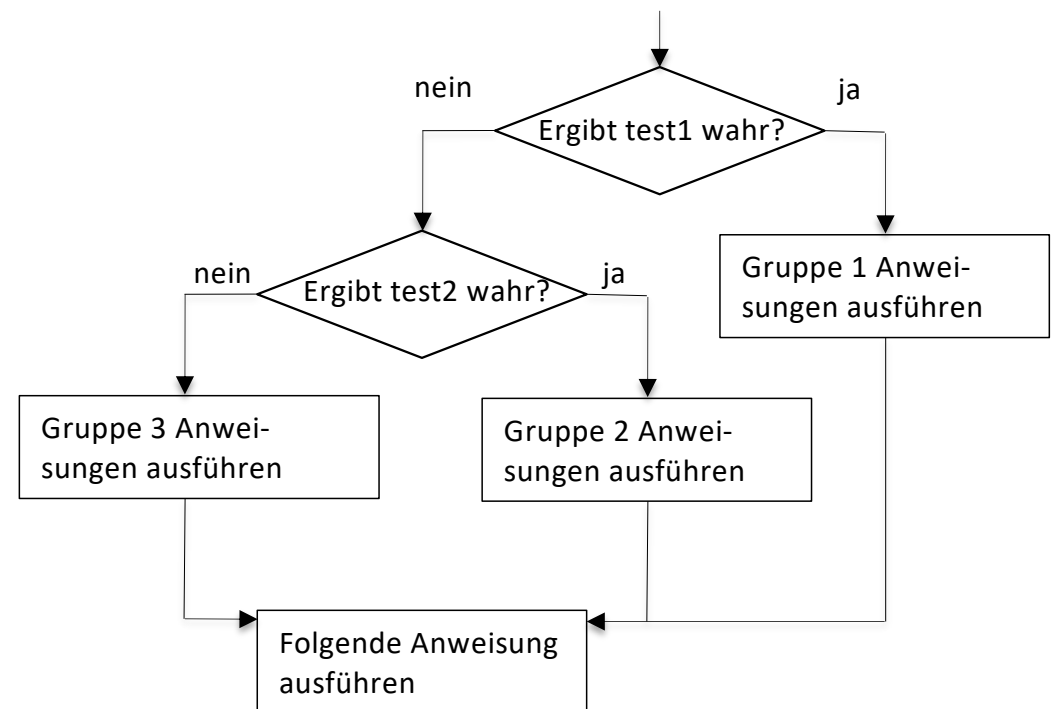 nein
ja
Ergibt test1 wahr?
nein
ja
Ergibt test2 wahr?
Gruppe 1 Anwei-
sungen ausführen
Gruppe 3 Anwei-
sungen ausführen
Gruppe 2 Anwei-
sungen ausführen
Folgende Anweisung
ausführen